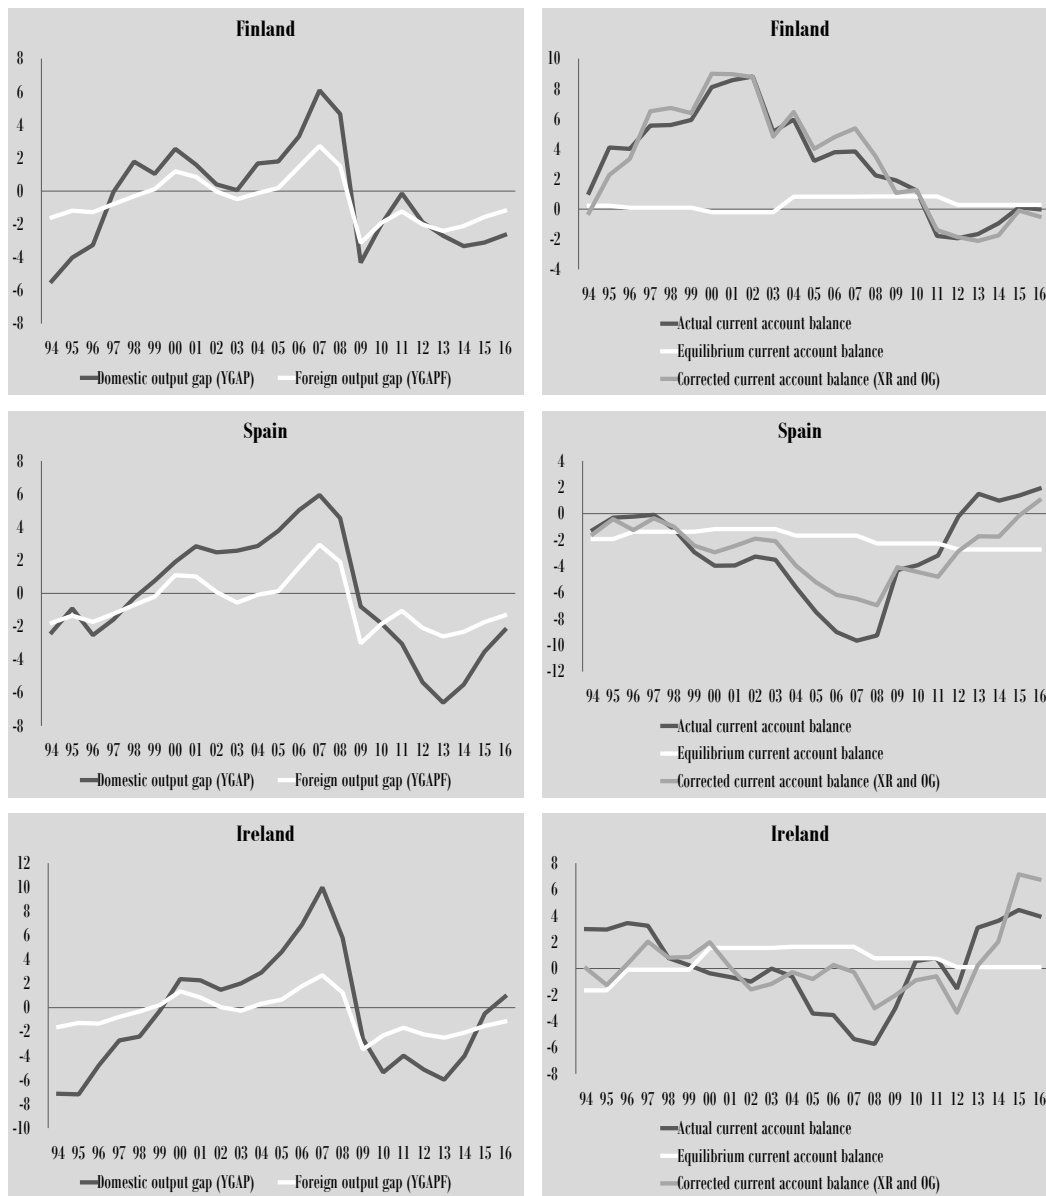 Finland
8
6
4
2
0
-2
-4
-6
-8
94 95 96 97 98 99 00 01 02 03 04 05 06 07 08 09 10 11 12 13 14 15 16
Domestic output gap (YGAP) Foreign output gap (YGAPF)
Finland
10
8
6
4
2
0
-2
-4
94 95 96 97 98 99 00 01 02 03 04 05 06 07 08 09 10 11 12 13 14 15 16
Actual current account balance
Equilibrium current account balance
Corrected current account balance (XR and OG)
Spain
8
6
4
2
0
-2
-4
-6
-8
94 95 96 97 98 99 00 01 02 03 04 05 06 07 08 09 10 11 12 13 14 15 16
Domestic output gap (YGAP) Foreign output gap (YGAPF)
Spain
4
2
0
-2
-4
-6
-8
-10
-12
94 95 96 97 98 99 00 01 02 03 04 05 06 07 08 09 10 11 12 13 14 15 16
Actual current account balance
Equilibrium current account balance
Corrected current account balance (XR and OG)
Ireland
12
10
8
6
4
2
0
-2
-4
-6
-8
-10
94 95 96 97 98 99 00 01 02 03 04 05 06 07 08 09 10 11 12 13 14 15 16
Domestic output gap (YGAP) Foreign output gap (YGAPF)
Ireland
8
6
4
2
0
-2
-4
-6
-8
94 95 96 97 98 99 00 01 02 03 04 05 06 07 08 09 10 11 12 13 14 15 16
Actual current account balance
Equilibrium current account balance
Corrected current account balance (XR and OG)